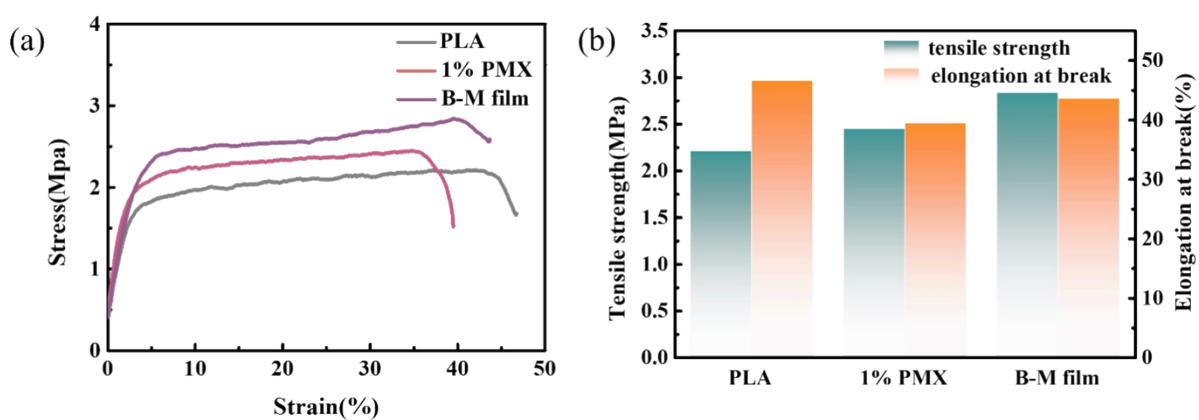 (a)
PLA
1% PMX
B-M film
Stress(Mpa)
4
3
2
1
0
0
10
20
30
40
50
Strain(%)
(b)
tensile strength
elongation at break
Tensile strength(MPa)
3.5
3.0
2.5
2.0
1.5
1.0
0.5
0.0
PLA
1% PMX
B-M film
50
40
30
20
10
0
Elongation at break(%)